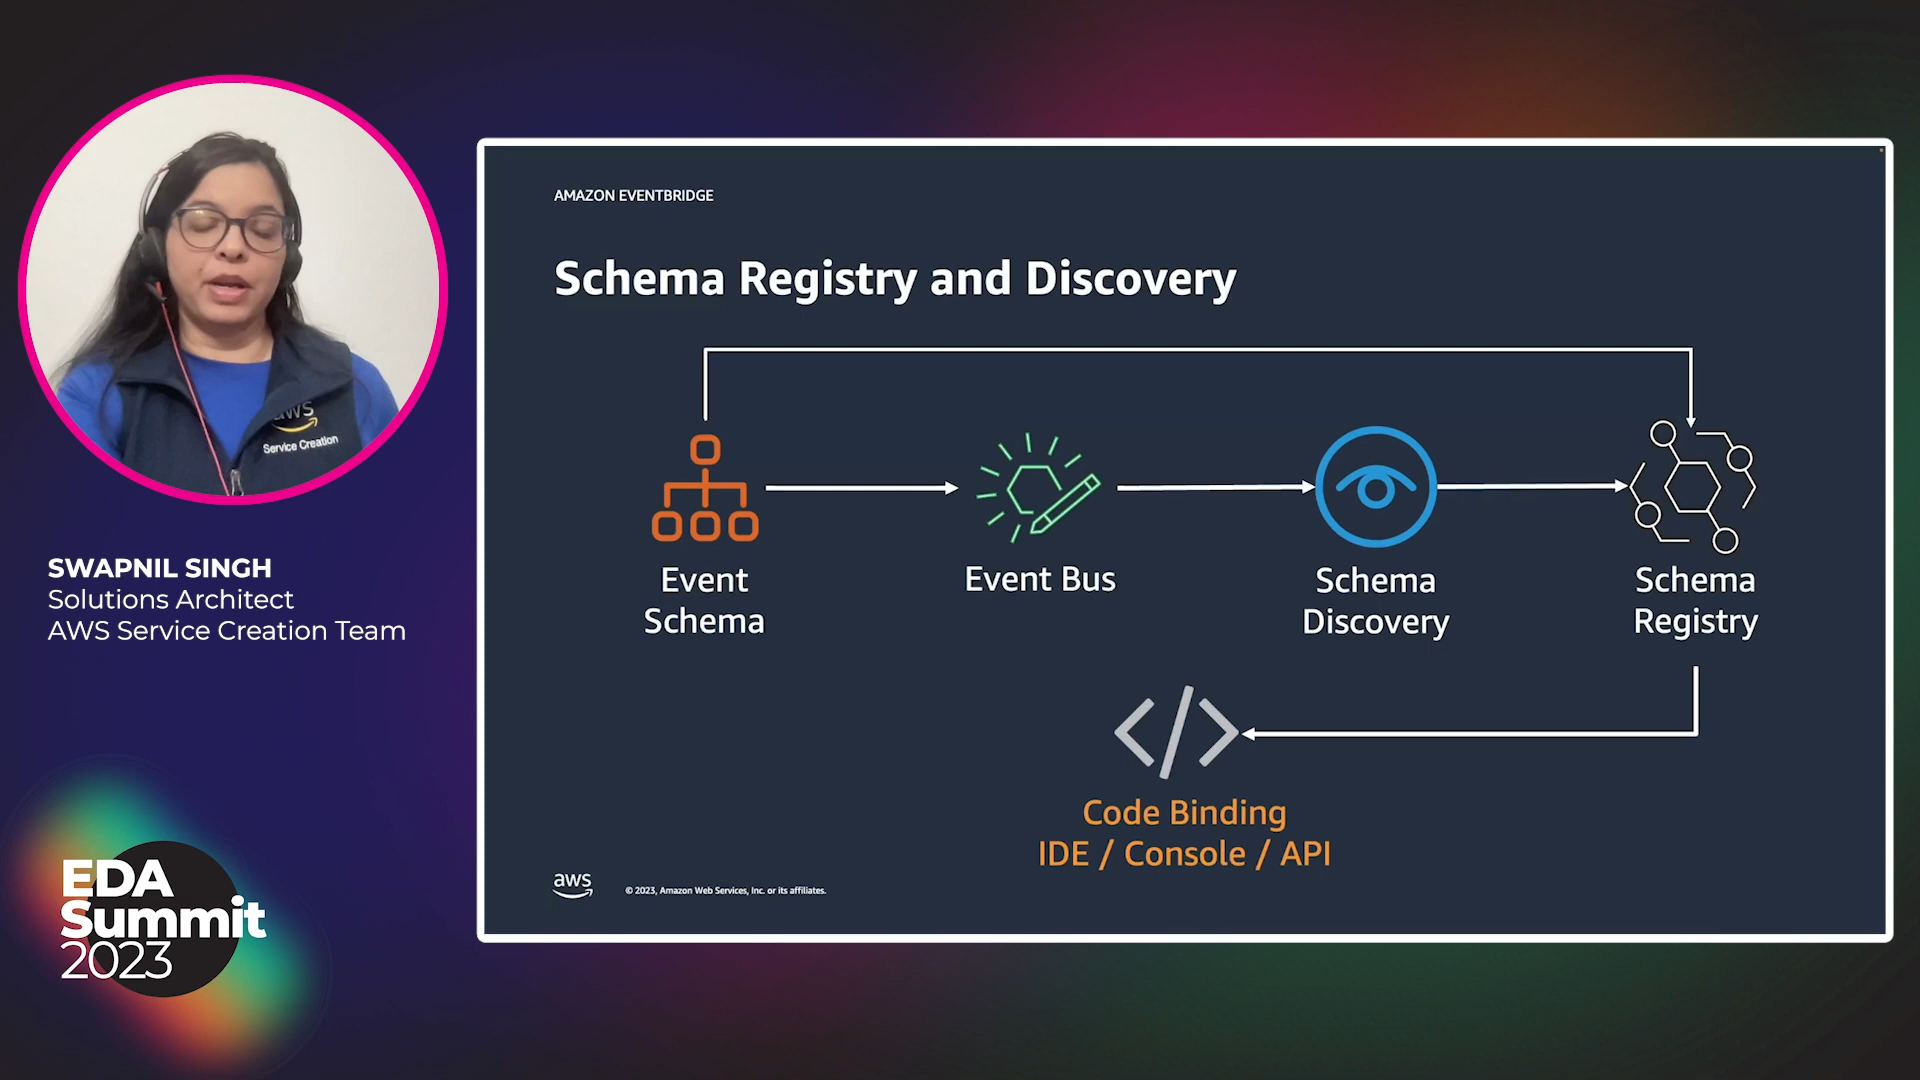 aws
Service Creation
SWAPNIL SINGH
Solutions Architect
AWS Service Creation Team
EDA
Summit
2023
AMAZON EVENTBRIDGE
Schema Registry and Discovery
Event
Schema
Event Bus
Schema
Discovery
Schema
Registry
Code Binding
IDE / Console / API
aws
© 2023, Amazon Web Services, Inc. or its affiliates.